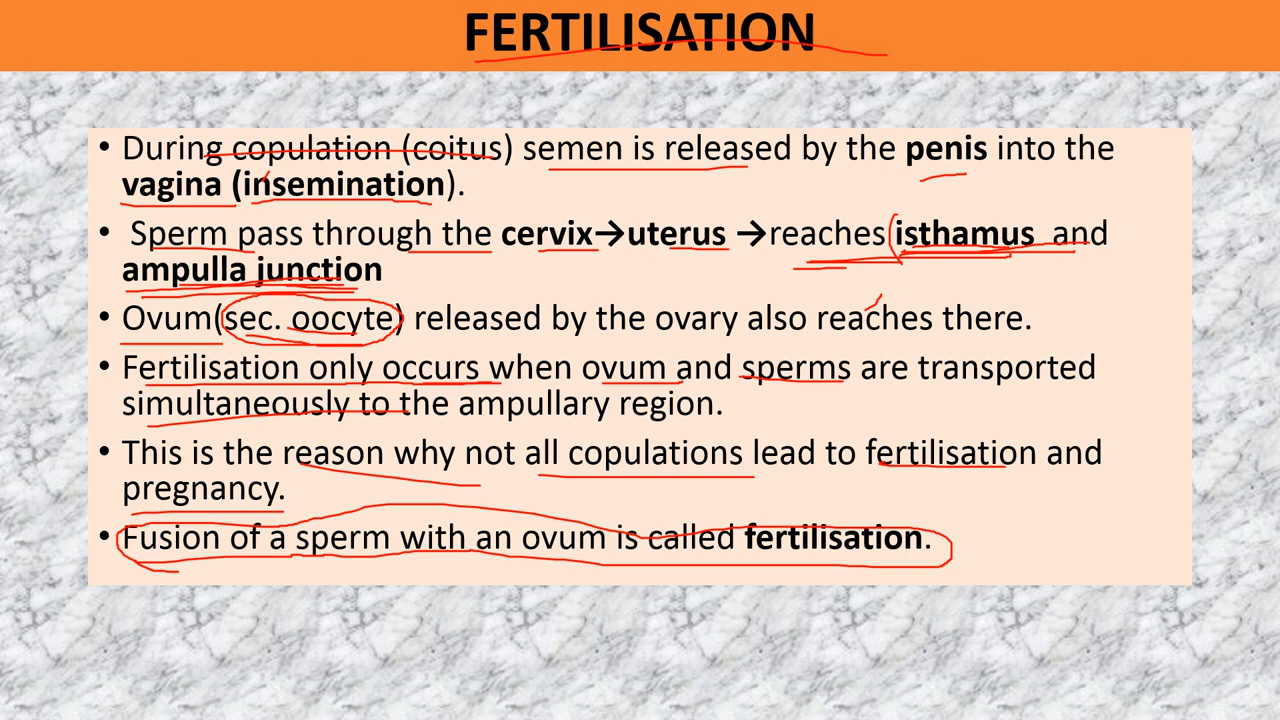 FERTILISATION
• During copulation (coitus) semen is released by the penis into the
vagina (insemination).
• Sperm pass through the cervix→uterus →reaches isthamus and
ampulla junction
• Ovum(sec. oocyte) released by the ovary also reaches there.
• Fertilisation only occurs when ovum and sperms are transported
simultaneously to the ampullary region.
• This is the reason why not all copulations lead to fertilisation and
pregnancy.
• Fusion of a sperm with an ovum is called fertilisation.